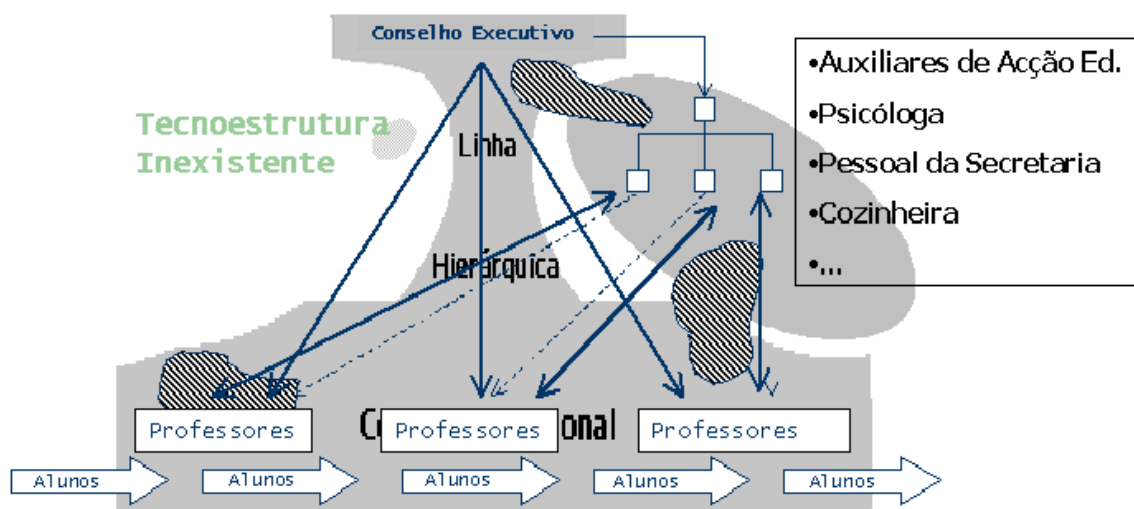 Conselho Executivo
•Auxiliares de Acção Ed.
•Psicóloga
•Pessoal da Secretaria
•Cozinheira
•...
Tecnoestrutura
Inexistente
Linha
Hierárquica
Professores
Professores
onal
Professores
Alunos
Alunos
Alunos
Alunos
Alunos